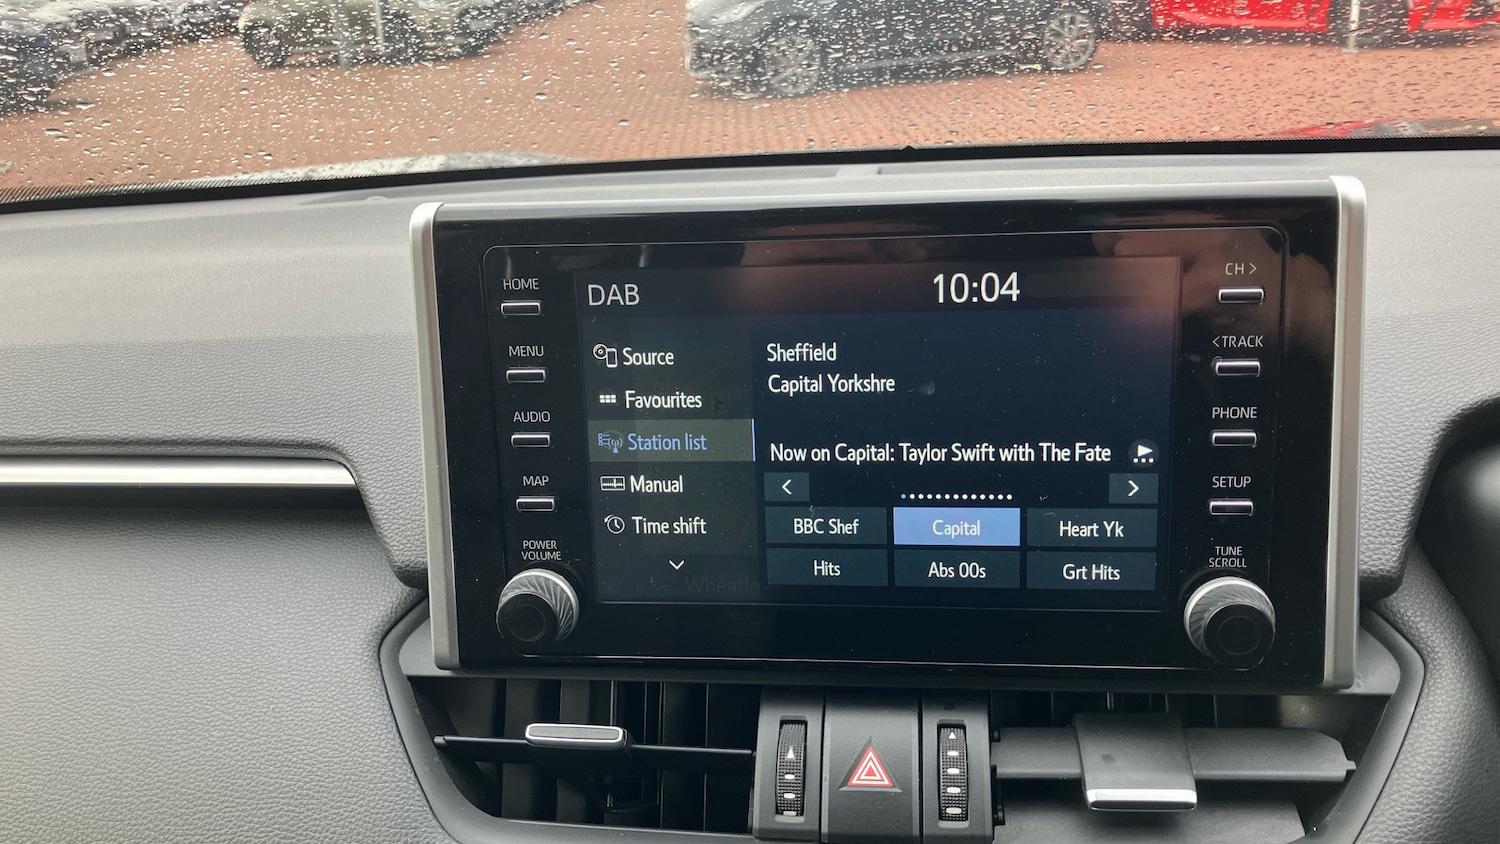 HOME
MENU
AUDIO
MAP
POWER
VOLUME
DAB
10:04
Source
Favourites
Station list
Manual
Time shift
Sheffield
Capital Yorkshre
Now on Capital: Taylor Swift with The Fate
BBC Shef
Capital
Heart Yk
Hits
Abs 00s
Grt Hits
CH >
< TRACK
PHONE
SETUP
TUNE
SCROLL